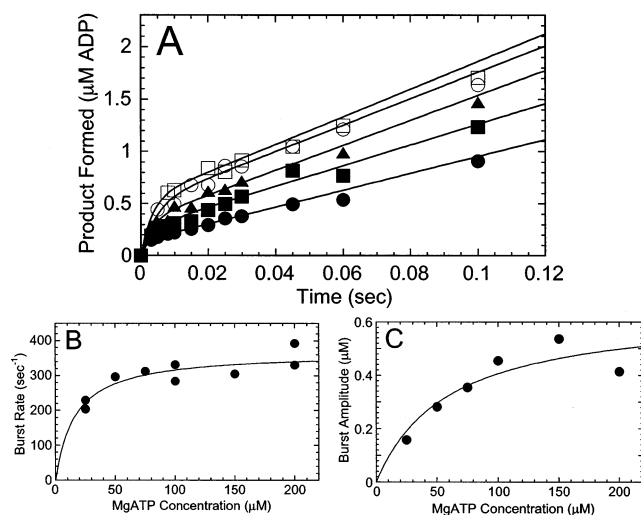 A
Product Formed (µM ADP)
2
1.5
1
0.5
0
0 0.02 0.04 0.06 0.08 0.1 0.12
Time (sec)
B
Burst Rate (sec⁻¹)
400
300
200
100
0
0 50 100 150 200
MgATP Concentration (µM)
C
Burst Amplitude (µM)
0.6
0.4
0.2
0
0 50 100 150 200
MgATP Concentration (µM)